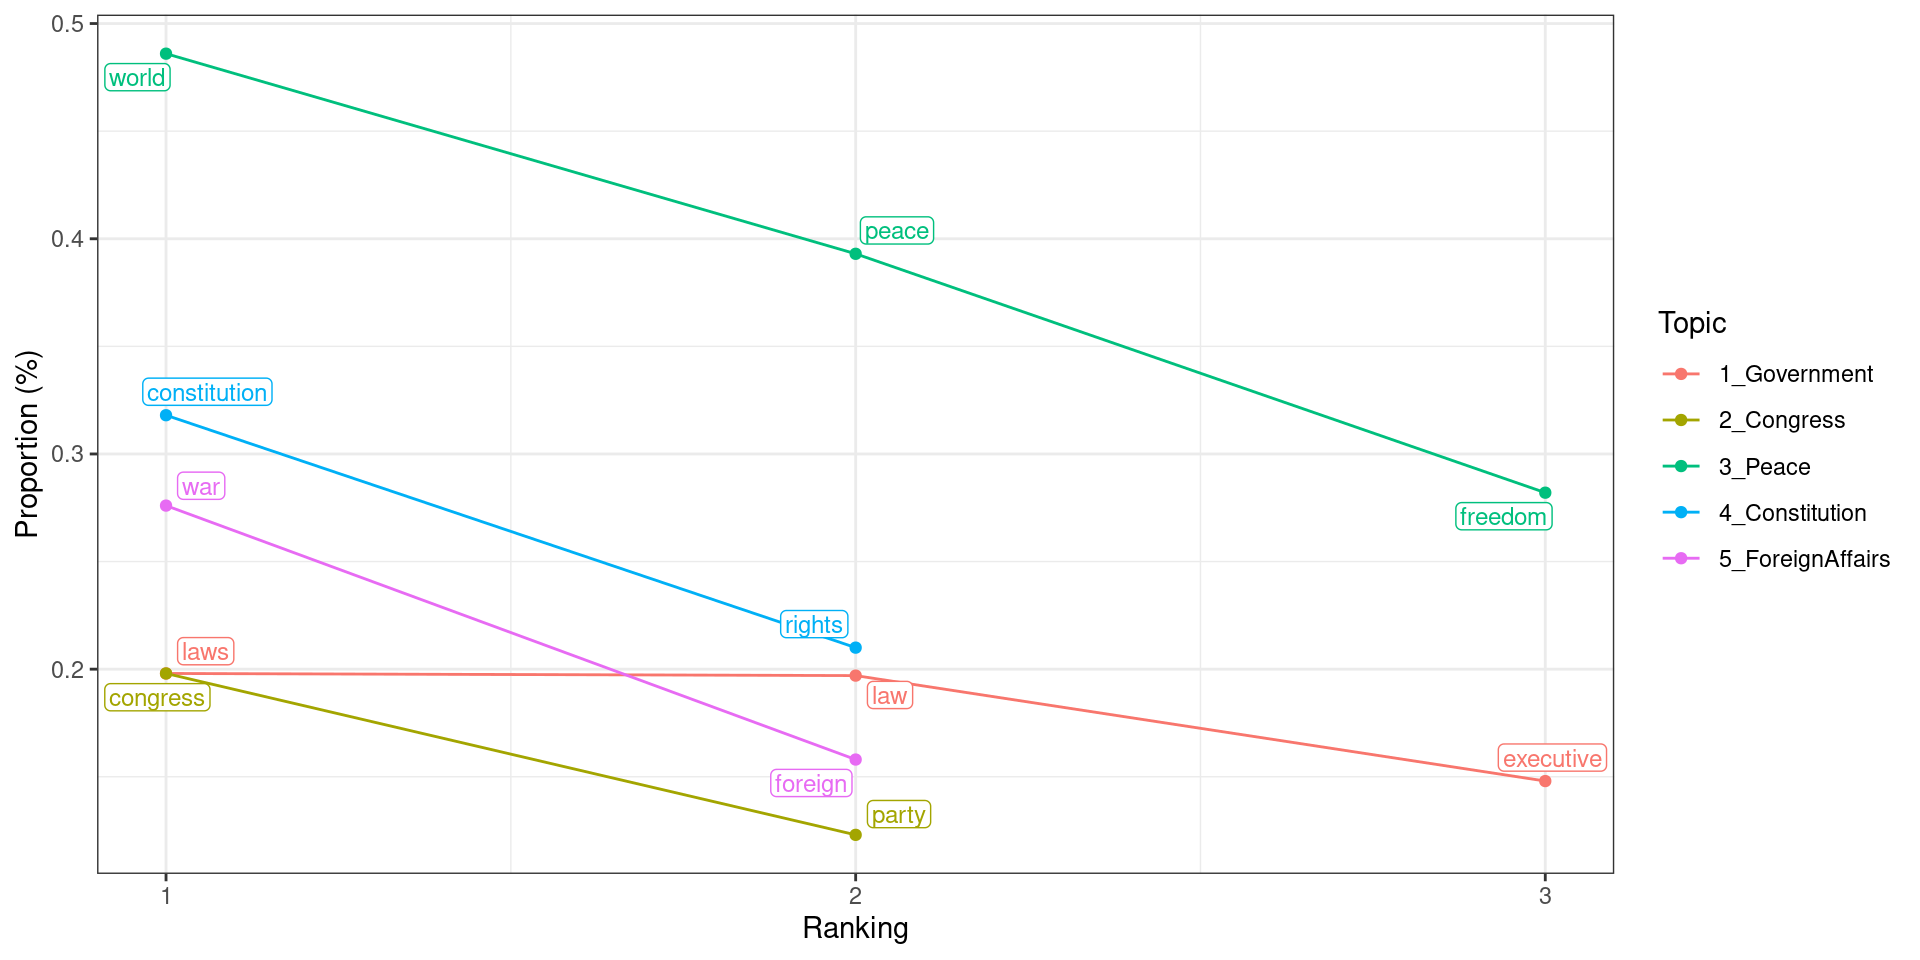 0.5
0.4
0.3
0.2
Proportion (%)
world
peace
constitution
war
freedom
rights
laws
congress
law
executive
foreign
party
1
2
3
Ranking
Topic
1_Government
2_Congress
3_Peace
4_Constitution
5_ForeignAffairs